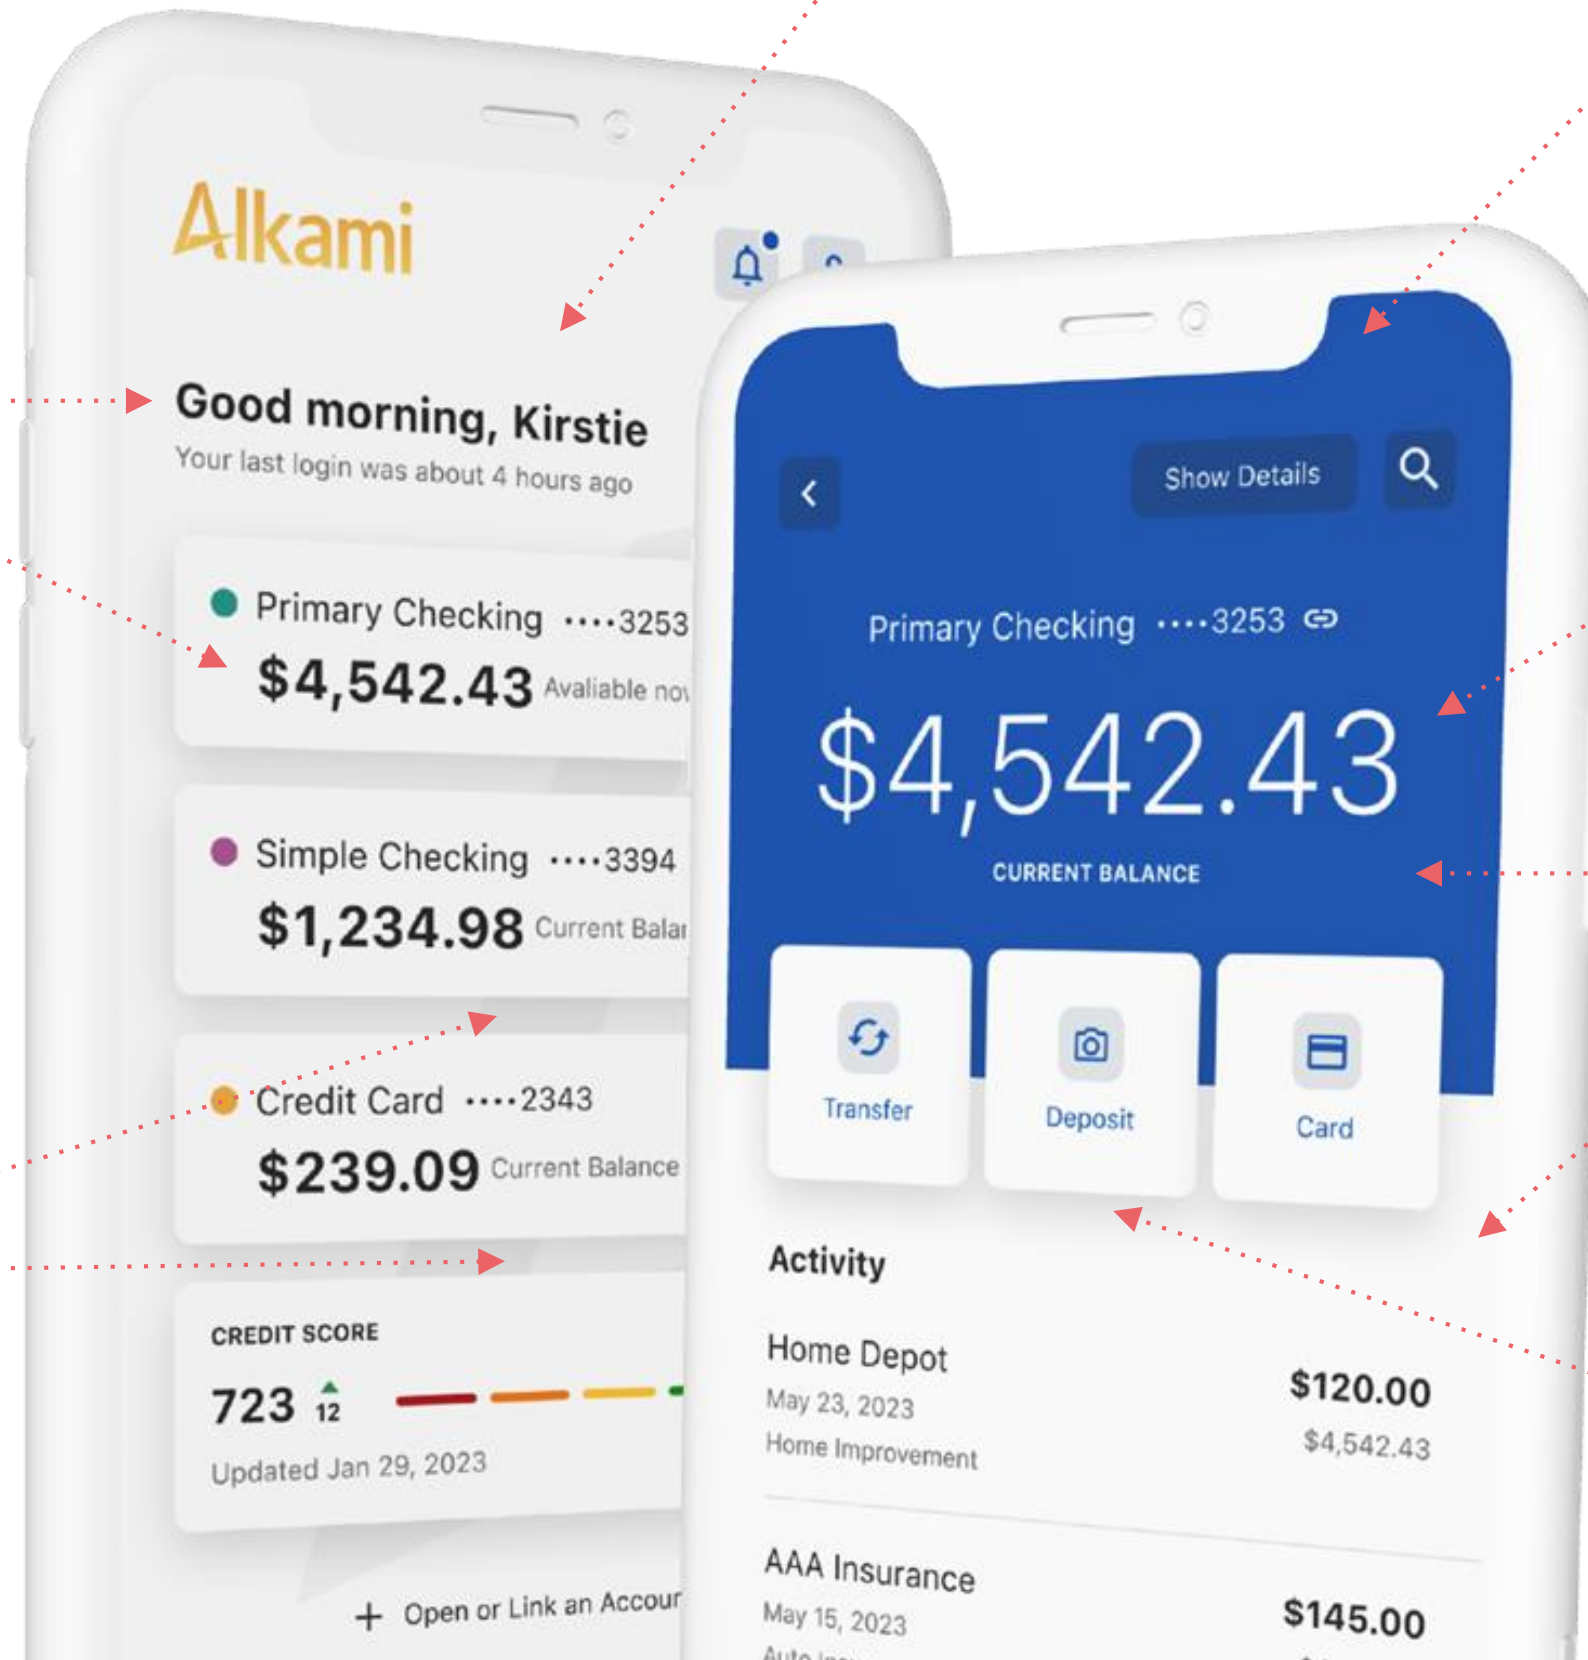 Alkami
Good morning, Kirstie
Your last login was about 4 hours ago
Primary Checking ····3253
$4,542.43 Avaliable
Simple Checking ····3394
$1,234.98 Current
Credit Card ····2343
$239.09 Current Balance
CREDIT SCORE
723 12
Updated Jan 29, 2023
+ Open or Link an
Show Details
Primary Checking ····3253
$4,542.43
CURRENT BALANCE
Transfer
Deposit
Card
Activity
Home Depot
$120.00
May 23, 2023
$4,542.43
Home Improvement
AAA Insurance
$145.00
May 15, 2023